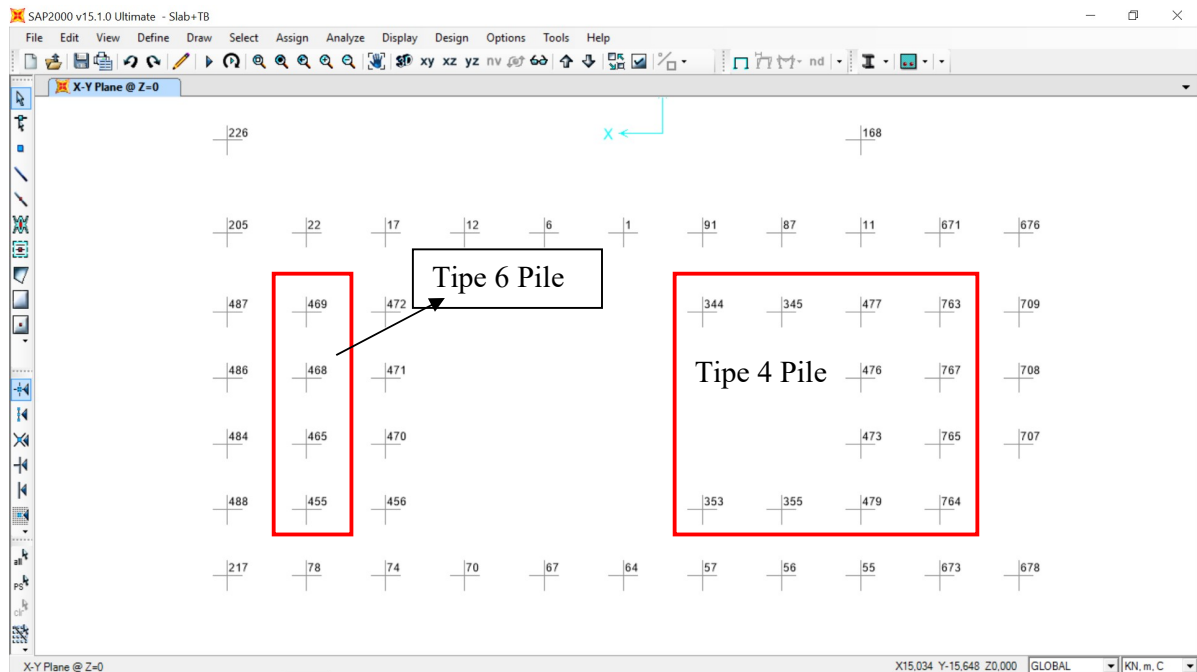 SAP2000 v15.1.0 Ultimate - Slab+TB
File Edit View Define Draw Select Assign Analyze Display Design Options Tools Help
xy xz yz nv nd
X-Y Plane @ Z=0
X
226 168
205 22 17 12 6 1 91 87 11 671 676
Tipe 6 Pile
487 469 472 344 345 477 763 709
486 468 471 Tipe 4 Pile 476 767 708
484 465 470 473 765 707
488 455 456 353 355 479 764
217 78 74 70 67 64 57 56 55 673 678
all
PS
clr
X-Y Plane @ Z=0 X15,034 Y-15,648 Z0,000 GLOBAL KN, m, C